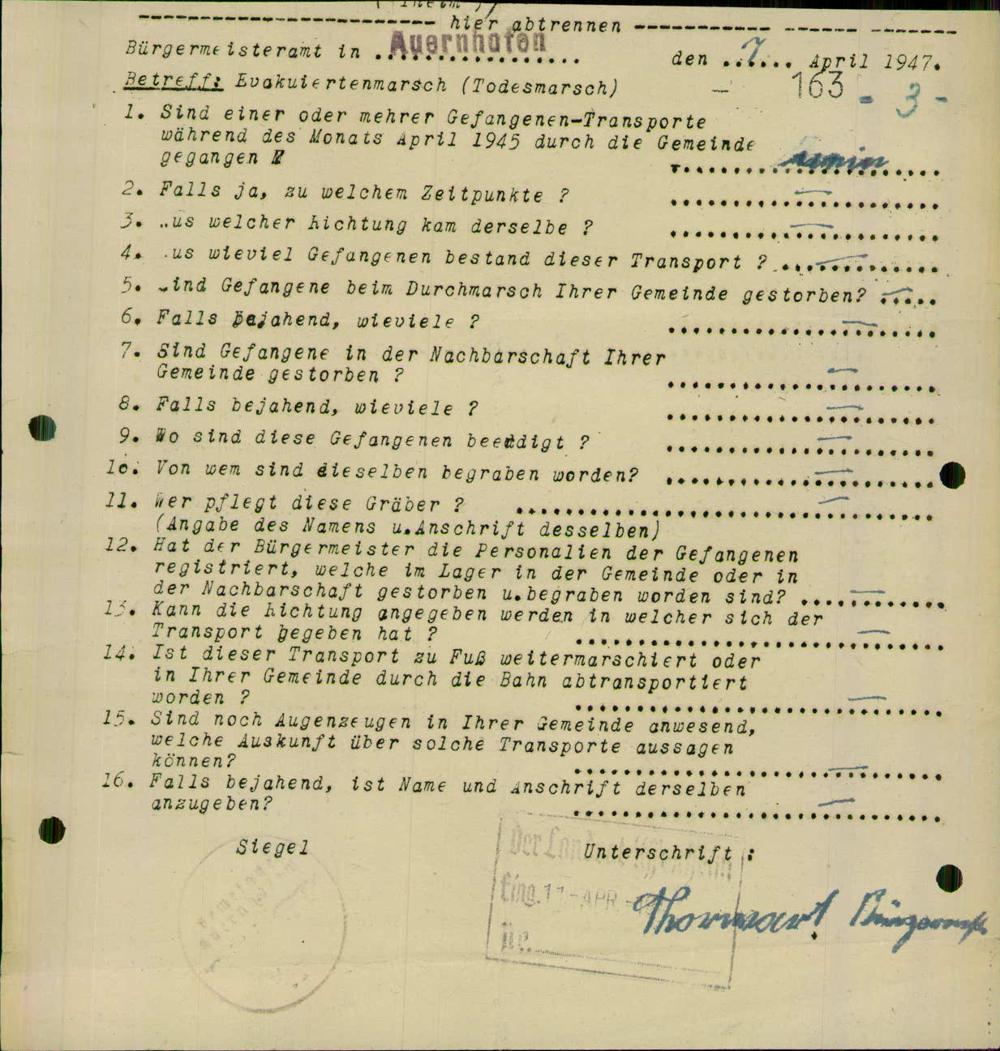 hier abtrennen
Bürgermeisteramt in Auernhofen den 7. April 1947.
Betreff: Evakuiertenmarsch (Todesmarsch) 163 - 3 -
1. Sind einer oder mehrer Gefangenen-Transporte
während des Monats April 1945 durch die Gemeinde
gegangen
2. Falls ja, zu welchem Zeitpunkte ? —
3. us welcher Richtung kam derselbe ? —
4. us wieviel Gefangenen bestand dieser Transport ? —
5. ind Gefangene beim Durchmarsch Ihrer Gemeinde gestorben? —
6. Falls bejahend, wieviele ? —
7. Sind Gefangene in der Nachbarschaft Ihrer
Gemeinde gestorben ? —
8. Falls bejahend, wieviele ? —
9. Wo sind diese Gefangenen beerdigt ? —
1o. Von wem sind dieselben begraben worden? —
11. Wer pflegt diese Gräber ? —
(Angabe des Namens u.Anschrift desselben)
12. Hat der Bürgermeister die Personalien der Gefangenen
registriert, welche im Lager in der Gemeinde oder in
der Nachbarschaft gestorben u.begraben worden sind? —
13. Kann die Richtung angegeben werden in welcher sich der
Transport begeben hat ? —
14. Ist dieser Transport zu Fuß weitermarschiert oder
in Ihrer Gemeinde durch die Bahn abtransportiert
worden ? —
15. Sind noch Augenzeugen in Ihrer Gemeinde anwesend,
welche Auskunft über solche Transporte aussagen
können? —
16. Falls bejahend, ist Name und Anschrift derselben
anzugeben? —
Siegel Unterschrift :
Der
Eing. 11 - APR
Nr.
Thorwart Bürgermstr